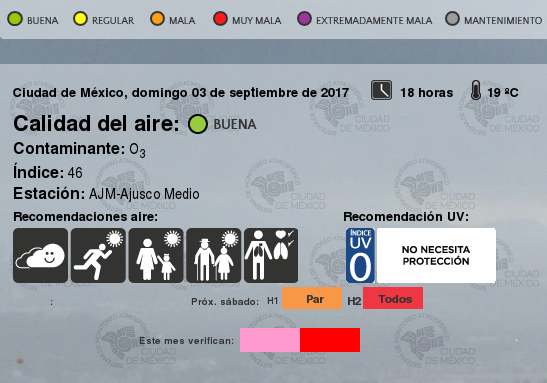 BUENA REGULAR MALA MUY MALA EXTREMADAMENTE MALA MANTENIMIENTO
Ciudad de México, domingo 03 de septiembre de 2017 18 horas 19 ºC
Calidad del aire: BUENA
Contaminante: O3
Índice: 46
Estación: AJM-Ajusco Medio
Recomendaciones aire: Recomendación UV:
ÍNDICE
UV
0
NO NECESITA
PROTECCIÓN
: Próx. sábado: H1 Par H2 Todos
Este mes verifican:
CIUDAD
DE MÉXICO